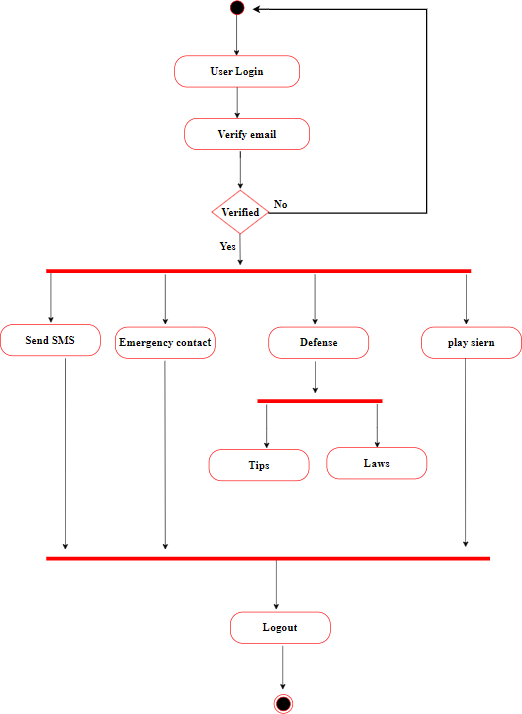 User Login
Verify email
Verified
No
Yes
Send SMS
Emergency contact
Defense
play siern
Tips
Laws
Logout